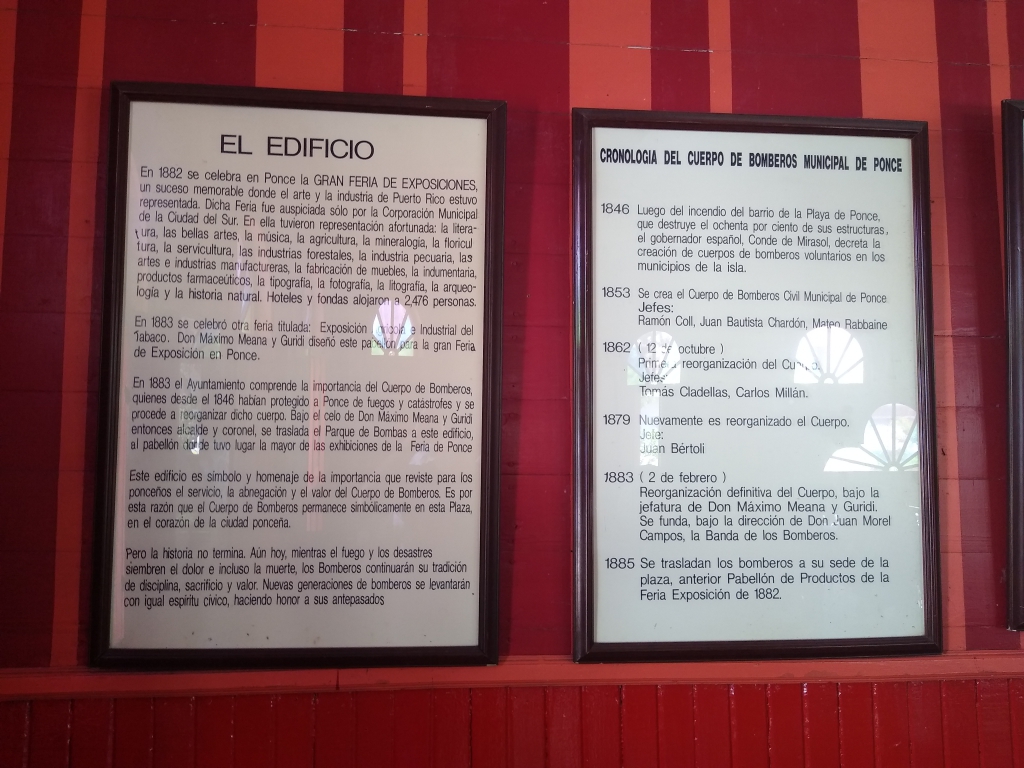 EL EDIFICIO
En 1882 se celebra en Ponce la GRAN FERIA DE EXPOSICIONES,
un suceso memorable donde el arte y la industria de Puerto Rico estuvo
representada. Dicha Feria fue auspiciada sólo por la Corporación Municipal
de la Ciudad del Sur. En ella tuvieron representación afortunada: la litera-
tura, las bellas artes, la música, la agricultura, la mineralogía, la floricul
tura, la servicultura, las industrias forestales, la industria pecuaria, las
artes e industrias manufactureras, la fabricación de muebles, la indumentaria,
productos farmaceúticos, la tipografía, la fotografía, la litografía, la arqueo-
logía y la historia natural. Hoteles y fondas alojaron a 2,476 personas.
En 1883 se celebró otra feria titulada: Exposición e Industrial del
Tabaco. Don Máximo Meana y Guridi diseñó este pabellón para la gran Feria
de Exposición en Ponce.
En 1883 el Ayuntamiento comprende la importancia del Cuerpo de Bomberos,
quienes desde el 1846 habían protegido a Ponce de fuegos y catástrofes y se
procede a reorganizar dicho cuerpo. Bajo el celo de Don Máximo Meana y Guridi
entonces alcalde y coronel, se traslada el Parque de Bombas a este edificio,
al pabellón donde tuvo lugar la mayor de las exhibiciones de la Feria de Ponce
Este edificio es símbolo y homenaje de la importancia que reviste para los
ponceños el servicio, la abnegación y el valor del Cuerpo de Bomberos. Es por
esta razón que el Cuerpo de Bomberos permanece simbólicamente en esta Plaza,
en el corazón de la ciudad ponceña.
Pero la historia no termina. Aún hoy, mientras el fuego y los desastres
siembren el dolor e incluso la muerte, los Bomberos continuarán su tradición
de disciplina, sacrificio y valor. Nuevas generaciones de bomberos se levantarán
con igual espíritu cívico, haciendo honor a sus antepasados
CRONOLOGIA DEL CUERPO DE BOMBEROS MUNICIPAL DE PONCE
1846 Luego del incendio del barrio de la Playa de Ponce,
que destruye el ochenta por ciento de sus estructuras,
el gobernador español, Conde de Mirasol, decreta la
creación de cuerpos de bomberos voluntarios en los
municipios de la isla.
1853 Se crea el Cuerpo de Bomberos Civil Municipal de Ponce
Jefes:
Ramón Coll, Juan Bautista Chardón, Mateo Rabbaine
1862 ( 12 de octubre )
Primera reorganización del Cuerpo.
Jefes:
Tomás Cladellas, Carlos Millán.
1879 Nuevamente es reorganizado el Cuerpo.
Jefe:
Juan Bértoli
1883 ( 2 de febrero )
Reorganización definitiva del Cuerpo, bajo la
jefatura de Don Máximo Meana y Guridi.
Se funda, bajo la dirección de Don Juan Morel
Campos, la Banda de los Bomberos.
1885 Se trasladan los bomberos a su sede de la
plaza, anterior Pabellón de Productos de la
Feria Exposición de 1882.